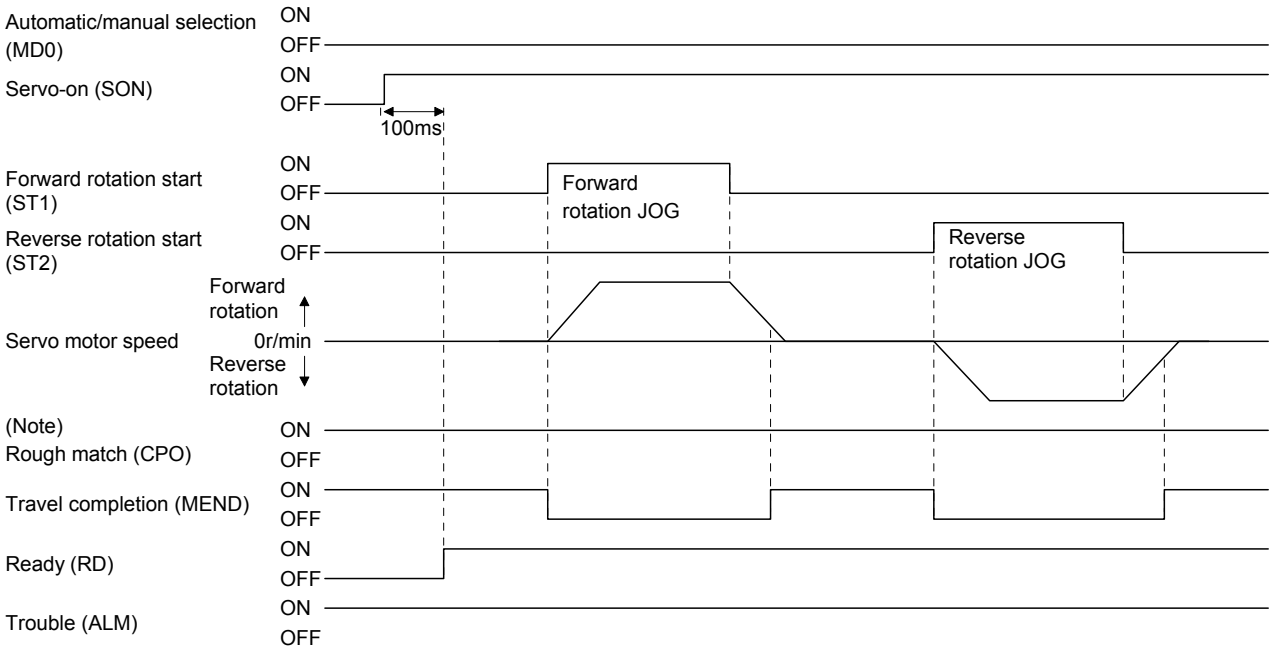 Automatic/manual selection
(MD0)
ON
OFF
Servo-on (SON)
ON
OFF
100ms
Forward rotation start
(ST1)
ON
OFF
Forward
rotation JOG
Reverse rotation start
(ST2)
ON
OFF
Reverse
rotation JOG
Forward
rotation
Servo motor speed
0r/min
Reverse
rotation
(Note)
Rough match (CPO)
ON
OFF
Travel completion (MEND)
ON
OFF
Ready (RD)
ON
OFF
Trouble (ALM)
ON
OFF